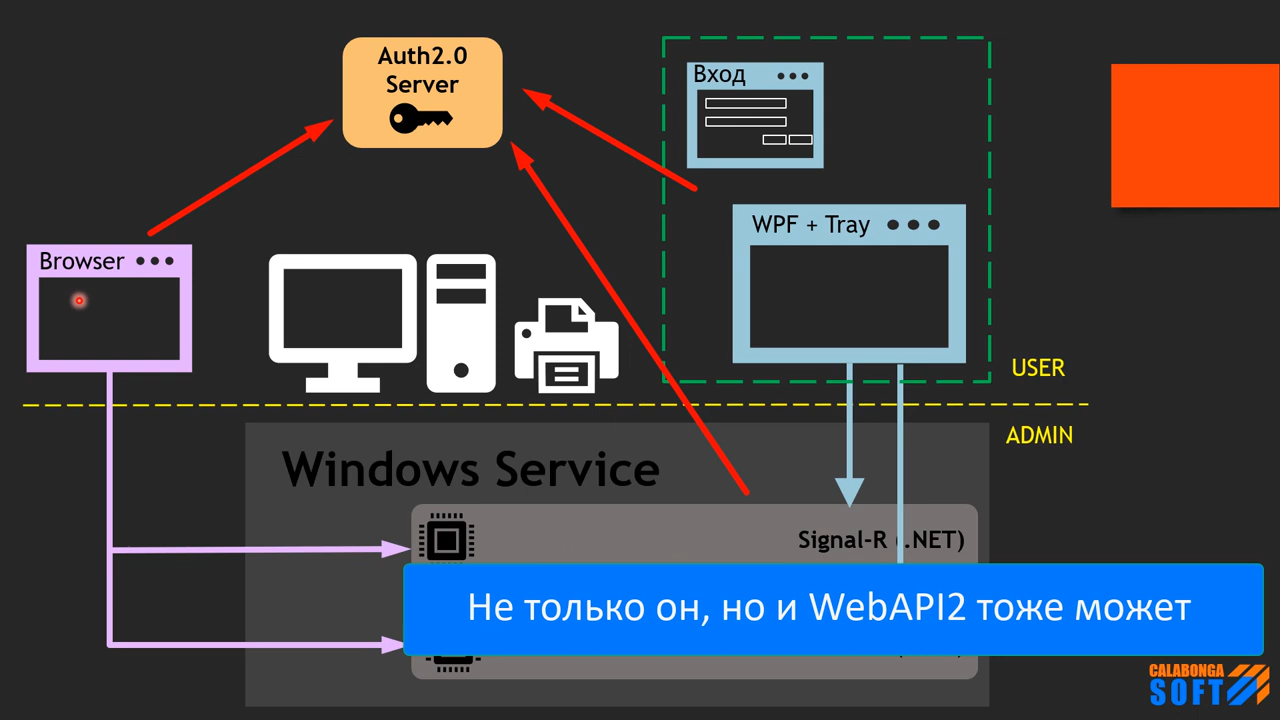 Auth2.0
Server
Вход
WPF + Tray
Browser
USER
ADMIN
Windows Service
Signal-R (.NET)
Не только он, но и WebAPI2 тоже может
CALABONGA
SOFT